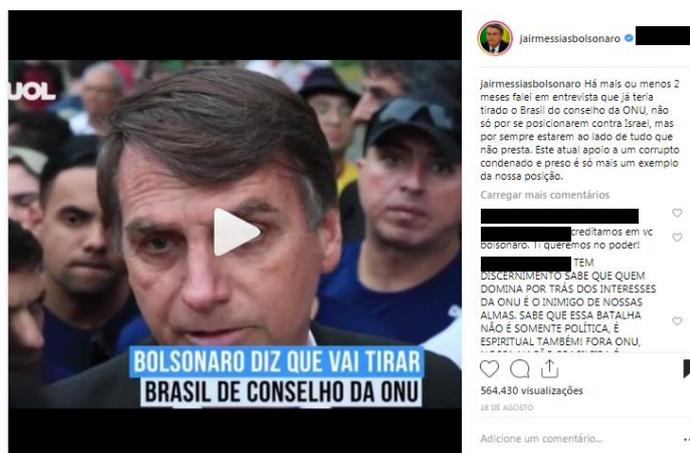 UOL
BOLSONARO DIZ QUE VAI TIRAR
BRASIL DE CONSELHO DA ONU
jairmessiasbolsonaro
jairmessiasbolsonaro Há mais ou menos 2
meses falei em entrevista que já teria
tirado o Brasil do conselho da ONU, não
só por se posicionarem contra Israel, mas
por sempre estarem ao lado de tudo que
não presta. Este atual apoio a um corrupto
condenado e preso é só mais um exemplo
da nossa posição.
Carregar mais comentários
creditamos em vc
bolsonaro. Ti queremos no poder!
TEM
DISCERNIMENTO SABE QUE QUEM
DOMINA POR TRÁS DOS INTERESSES
DA ONU É O INIMIGO DE NOSSAS
ALMAS. SABE QUE ESSA BATALHA
NÃO É SOMENTE POLÍTICA, É
ESPIRITUAL TAMBÉM! FORA ONU,
564.430 visualizações
18 DE AGOSTO
Adicione um comentário...